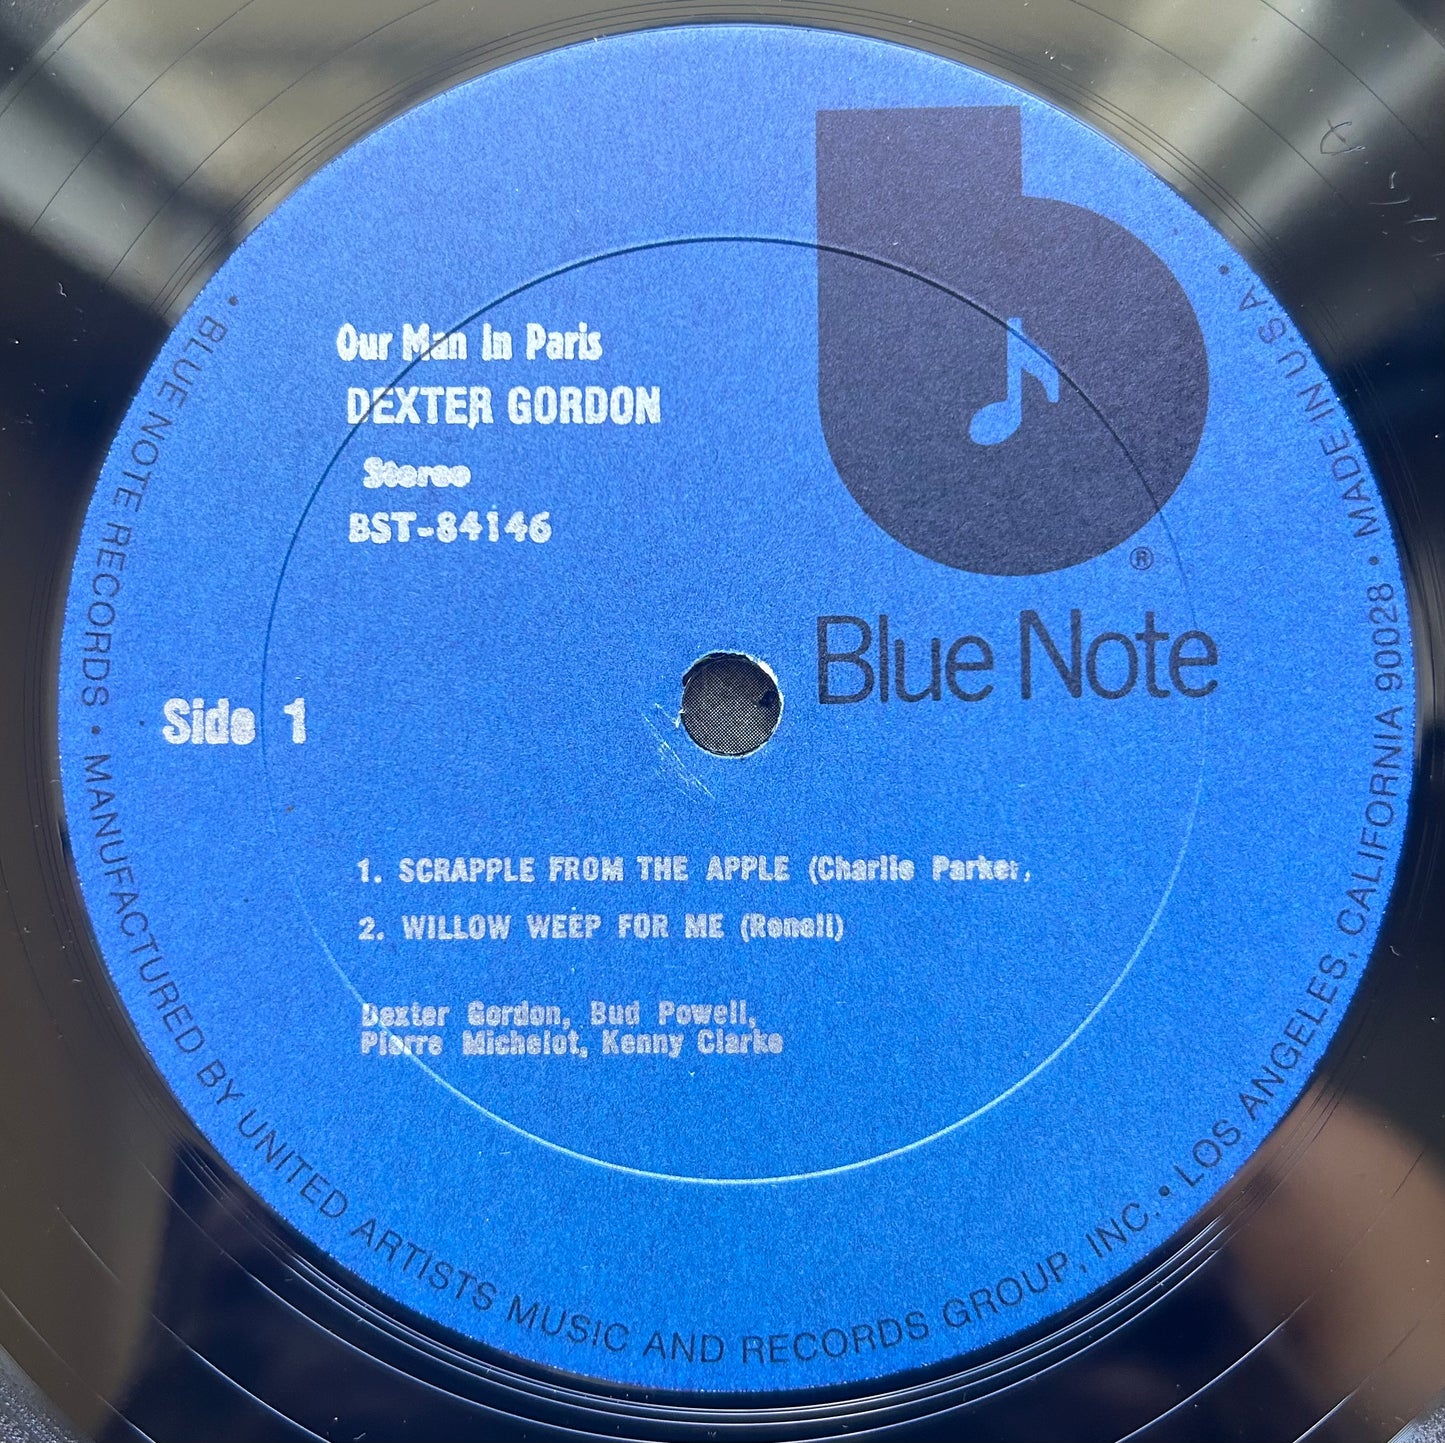 Our Man In Paris
DEXTER GORDON
Stereo
BST-84146
®
Blue Note
Side 1
1. SCRAPPLE FROM THE APPLE (Charlie Parker,
2. WILLOW WEEP FOR ME (Ronell)
Dexter Gordon, Bud Powell,
Pierre Michelot, Kenny Clarke
• BLUE NOTE RECORDS • MANUFACTURED BY UNITED ARTISTS MUSIC AND RECORDS GROUP, INC. • LOS ANGELES, CALIFORNIA 90028 • MADE IN U.S.A •